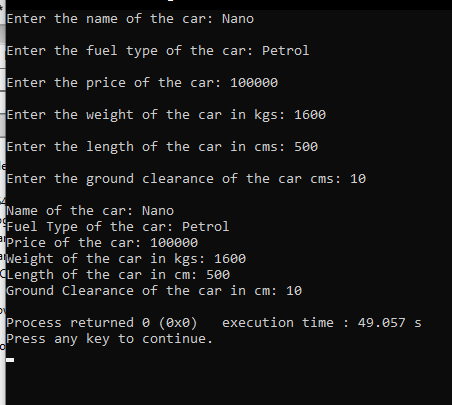 Enter the name of the car: Nano
Enter the fuel type of the car: Petrol
Enter the price of the car: 100000
Enter the weight of the car in kgs: 1600
Enter the length of the car in cms: 500
Enter the ground clearance of the car cms: 10
Name of the car: Nano
Fuel Type of the car: Petrol
Price of the car: 100000
Weight of the car in kgs: 1600
Length of the car in cm: 500
Ground Clearance of the car in cm: 10
Process returned 0 (0x0)   execution time : 49.057 s
Press any key to continue.